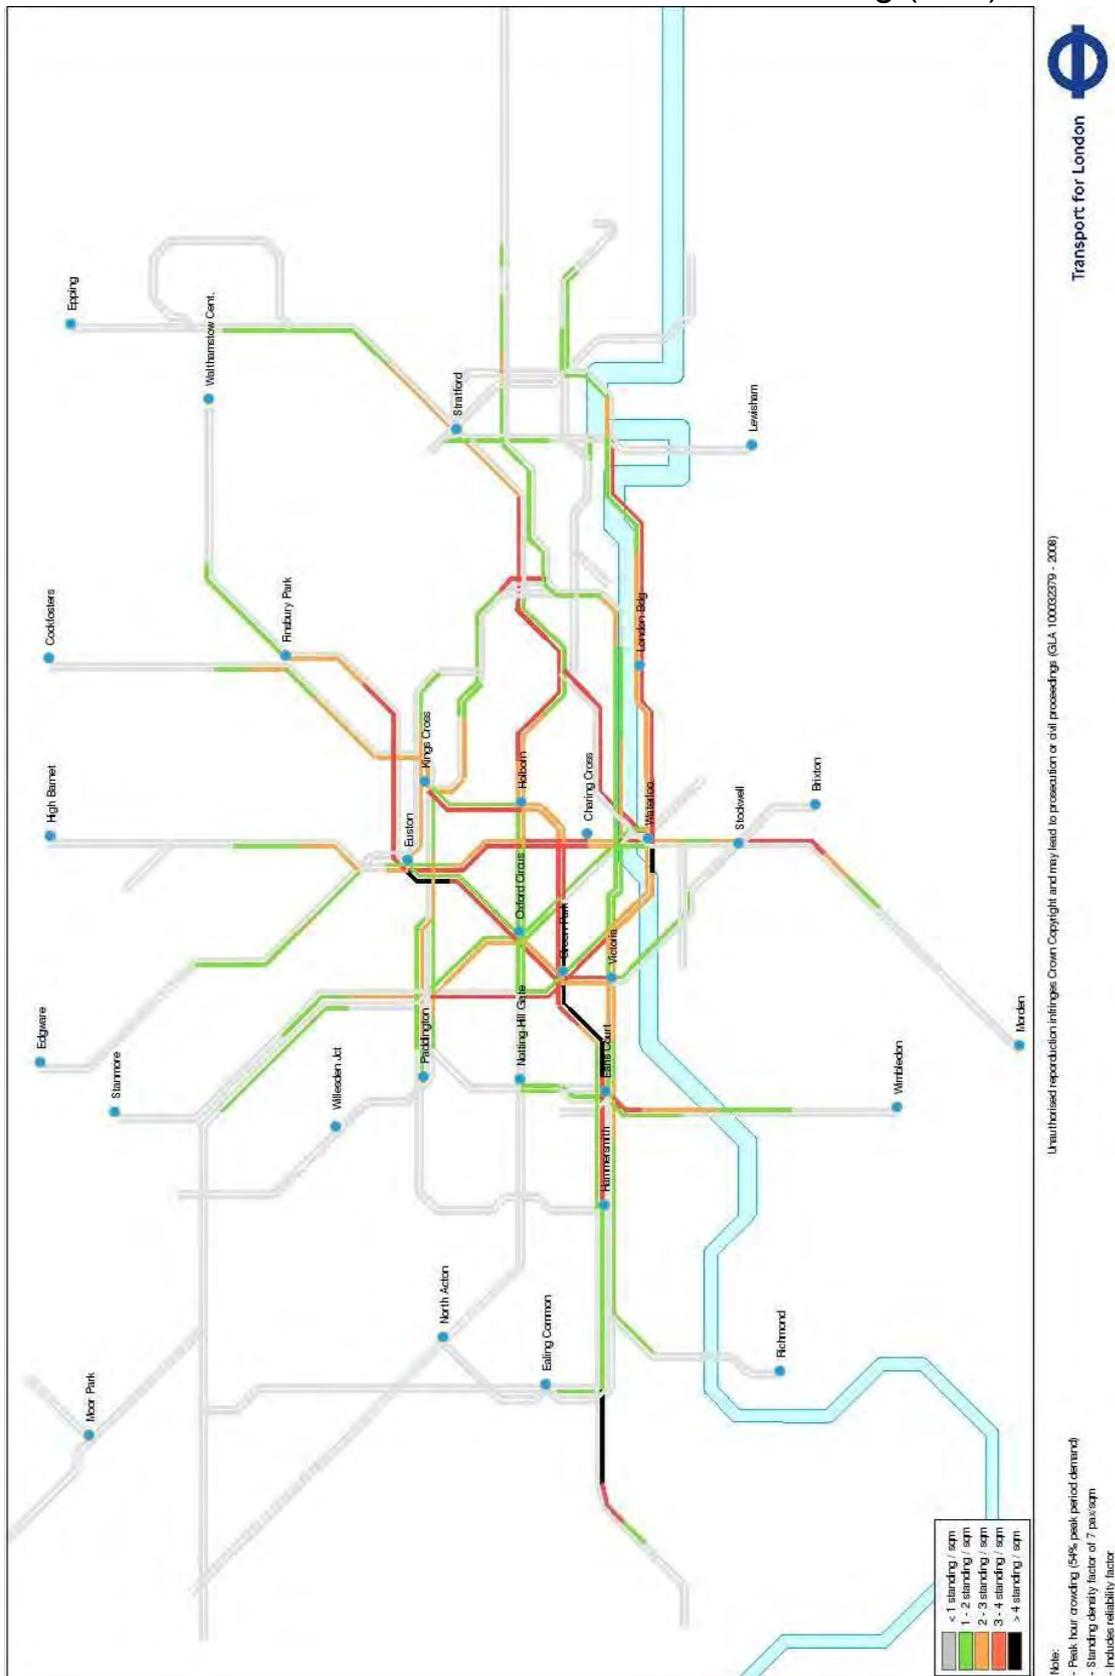 Transport for London
Epping
Walthamstow Cent.
Cockfosters
Finsbury Park
Stratford
Lewisham
High Barnet
Kings Cross
London Bdg
Euston
Holborn
Charing Cross
Waterloo
Brixton
Stockwell
Edgware
Oxford Circus
Green Park
Victoria
Stanmore
Willesden Jct
Paddington
Notting Hill Gate
Earls Court
Hammersmith
Morden
Wimbledon
Moor Park
North Acton
Ealing Common
Richmond
< 1 standing / sqm
1 - 2 standing / sqm
2 - 3 standing / sqm
3 - 4 standing / sqm
> 4 standing / sqm
Unauthorised reproduction infringes Crown Copyright and may lead to prosecution or civil proceedings (GLA 100032379 - 2008)
Note:
- Peak hour crowding (54% peak period demand)
- Standing density factor of 7 pax/sqm
- Includes reliability factor